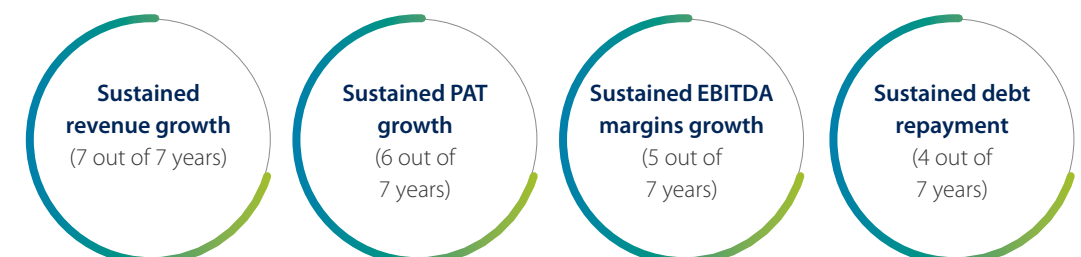 Sustained
revenue growth
(7 out of 7 years)
Sustained PAT
growth
(6 out of
7 years)
Sustained EBITDA
margins growth
(5 out of
7 years)
Sustained debt
repayment
(4 out of
7 years)